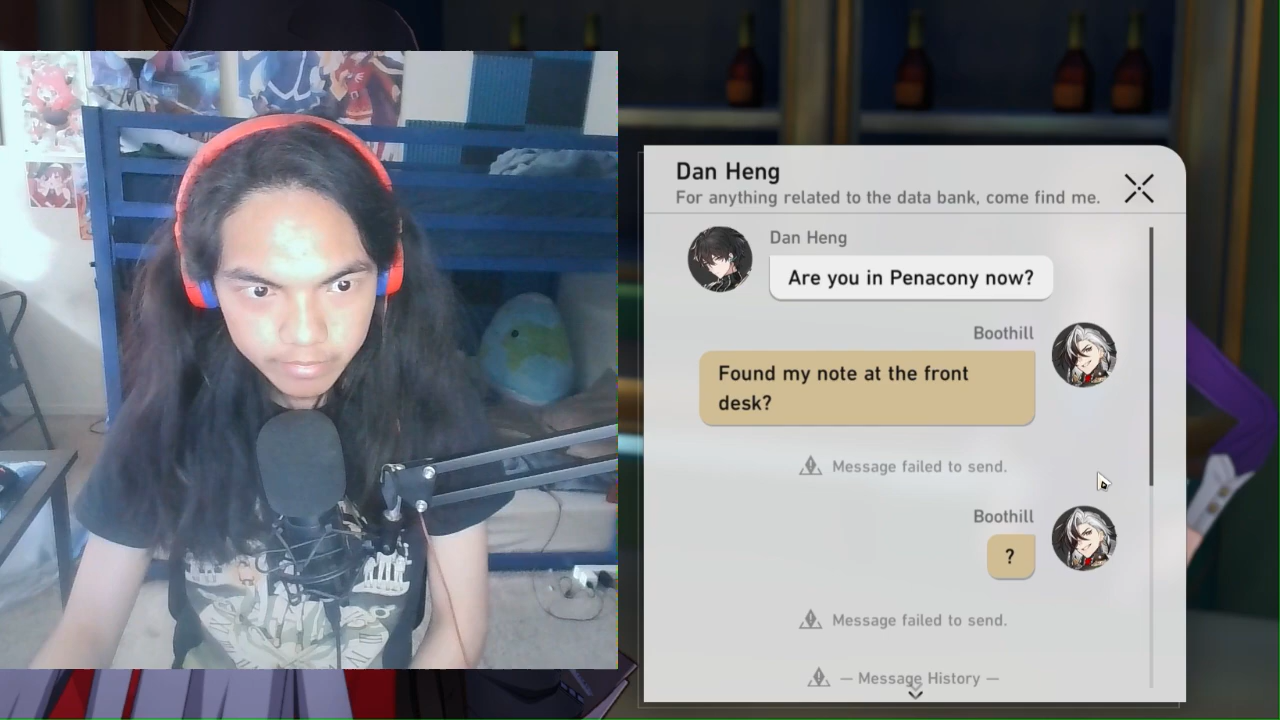 Dan Heng
For anything related to the data bank, come find me.
Dan Heng
Are you in Penacony now?
Boothill
Found my note at the front
desk?
Message failed to send.
Boothill
?
Message failed to send.
— Message History —